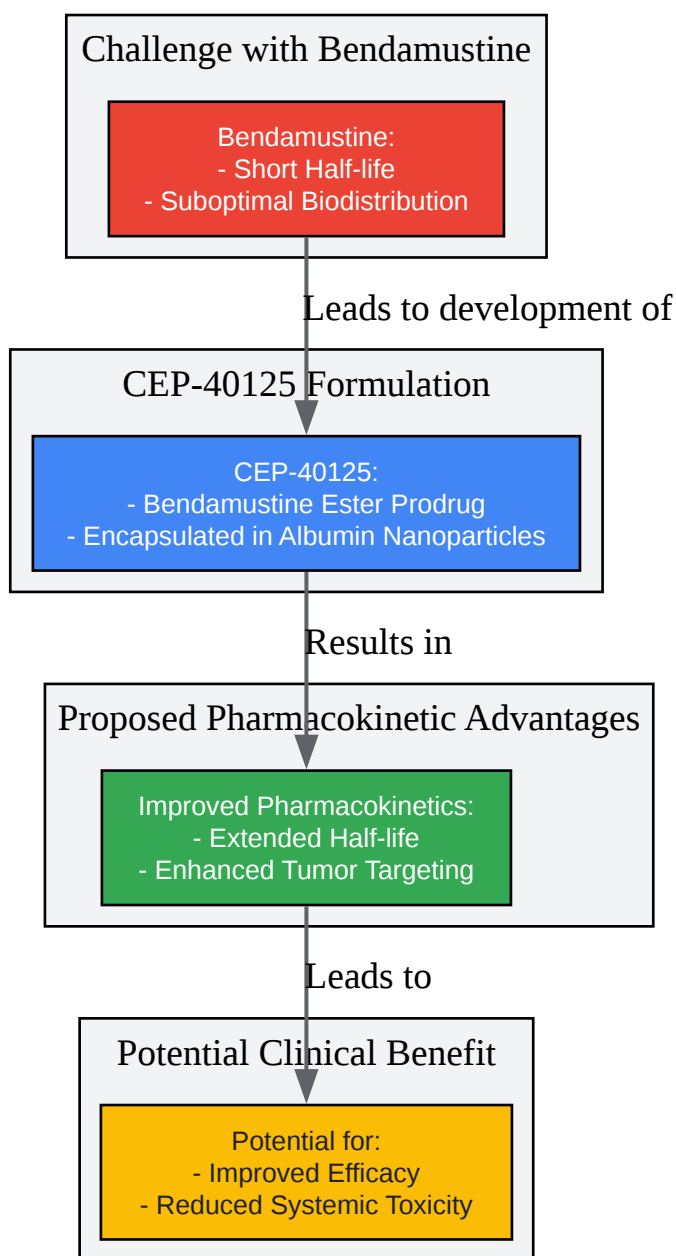 Challenge with Bendamustine
Bendamustine:
- Short Half-life
- Suboptimal Biodistribution
Leads to development of
CEP-40125 Formulation
CEP-40125:
- Bendamustine Ester Prodrug
- Encapsulated in Albumin Nanoparticles
Results in
Proposed Pharmacokinetic Advantages
Improved Pharmacokinetics:
- Extended Half-life
- Enhanced Tumor Targeting
Leads to
Potential Clinical Benefit
Potential for:
- Improved Efficacy
- Reduced Systemic Toxicity